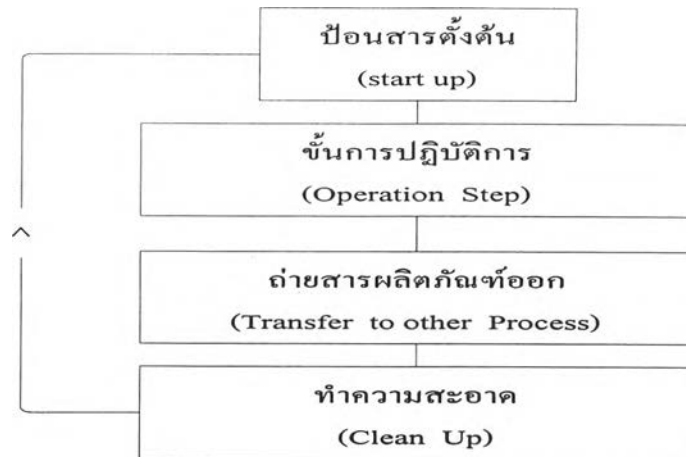 ป้อนสารตั้งต้น
(start up)
ขั้นการปฏิบัติการ
(Operation Step)
ถ่ายสารผลิตภัณฑ์ออก
(Transfer to other Process)
ทำความสะอาด
(Clean Up)